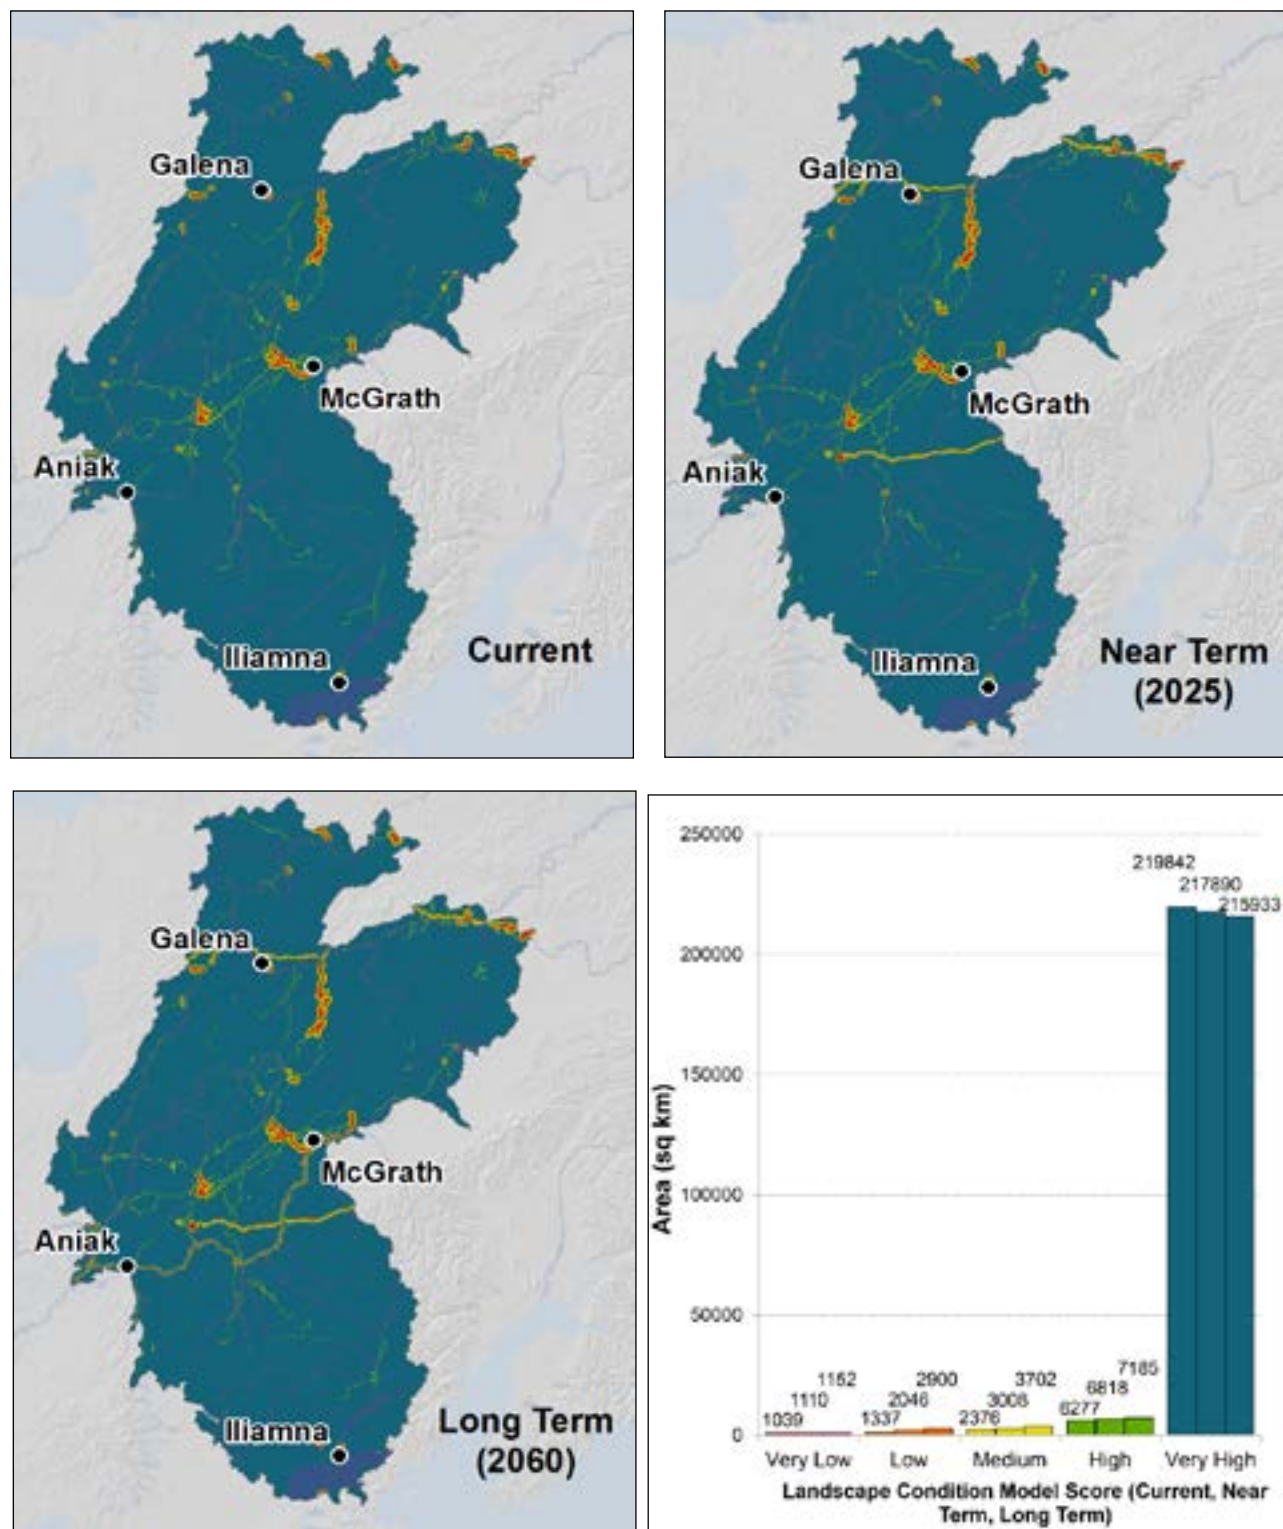 Galena
McGrath
Aniak
Iliamna
Current
Galena
McGrath
Aniak
Iliamna
Near Term
(2025)
Galena
McGrath
Aniak
Iliamna
Long Term
(2060)
250000
219842
217890
215933
200000
150000
Area (sq km)
100000
50000
0
1039
1110
1152
1337
2046
2900
2376
3008
3702
6277
6818
7185
Very Low
Low
Medium
High
Very High
Landscape Condition Model Score (Current, Near
Term, Long Term)